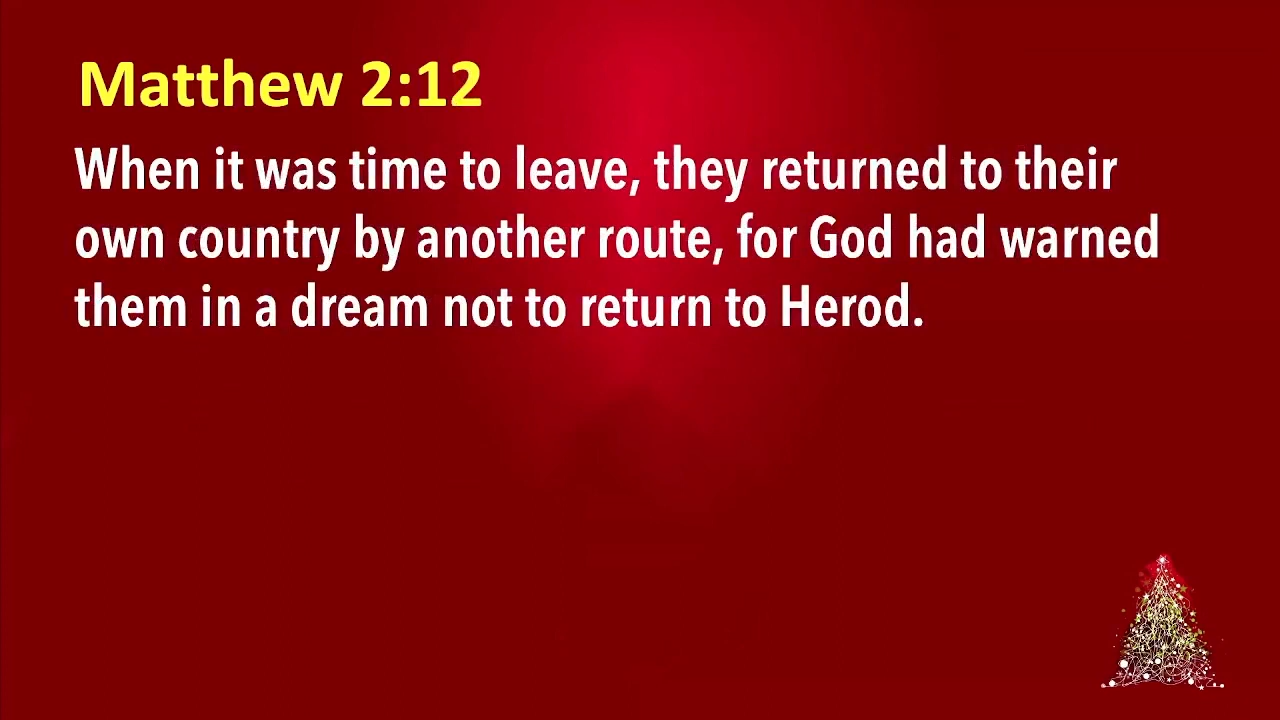 Matthew 2:12
When it was time to leave, they returned to their
own country by another route, for God had warned
them in a dream not to return to Herod.